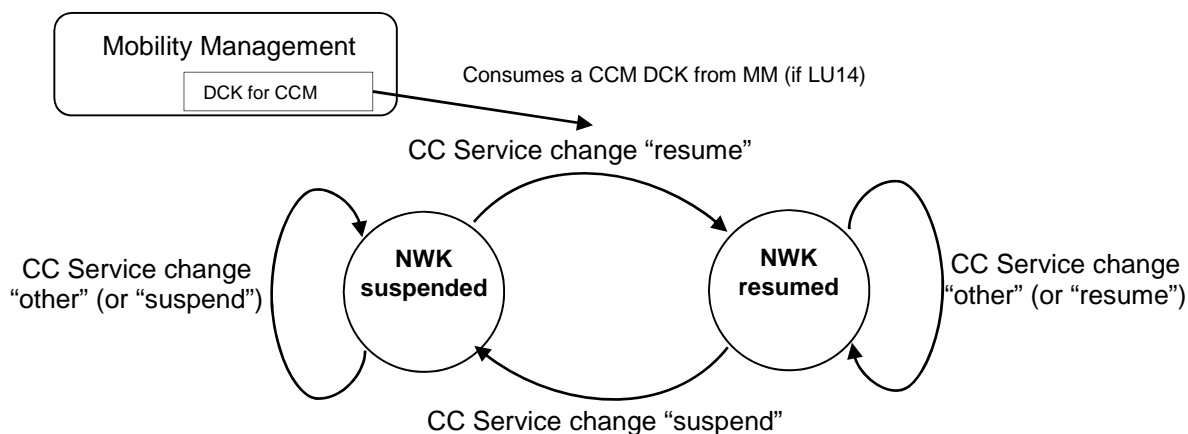 Mobility Management
DCK for CCM
Consumes a CCM DCK from MM (if LU14)
CC Service change “resume”
CC Service change
“other” (or “suspend”)
NWK
suspended
NWK
resumed
CC Service change
“other” (or “resume”)
CC Service change “suspend”